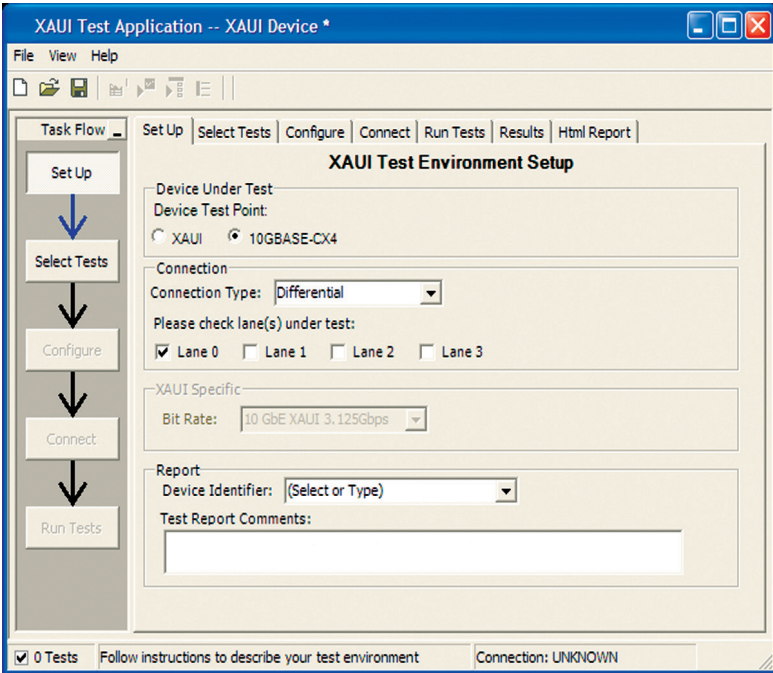 XAUI Test Application -- XAUI Device *
File View Help
Task Flow
Set Up
Select Tests
Configure
Connect
Run Tests
Set Up Select Tests Configure Connect Run Tests Results Html Report
XAUI Test Environment Setup
Device Under Test
Device Test Point:
XAUI 10GBASE-CX4
Connection
Connection Type: Differential
Please check lane(s) under test:
Lane 0 Lane 1 Lane 2 Lane 3
XAUI Specific
Bit Rate: 10 GbE XAUI 3.125Gbps
Report
Device Identifier: (Select or Type)
Test Report Comments:
0 Tests Follow instructions to describe your test environment Connection: UNKNOWN